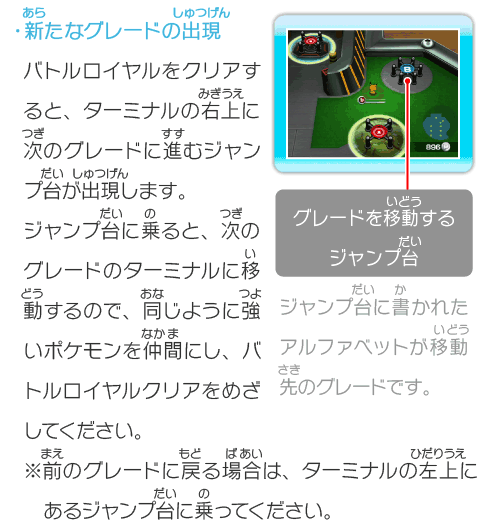 ・新たなグレードの出現
バトルロイヤルをクリアす
ると、ターミナルの右上に
次のグレードに進むジャン
プ台が出現します。
ジャンプ台に乗ると、次の
グレードのターミナルに移
動するので、同じように強
いポケモンを仲間にし、バ
トルロイヤルクリアをめざ
してください。
※前のグレードに戻る場合は、ターミナルの左上に
あるジャンプ台に乗ってください。
B
A
896
グレードを移動する
ジャンプ台
ジャンプ台に書かれた
アルファベットが移動
先のグレードです。